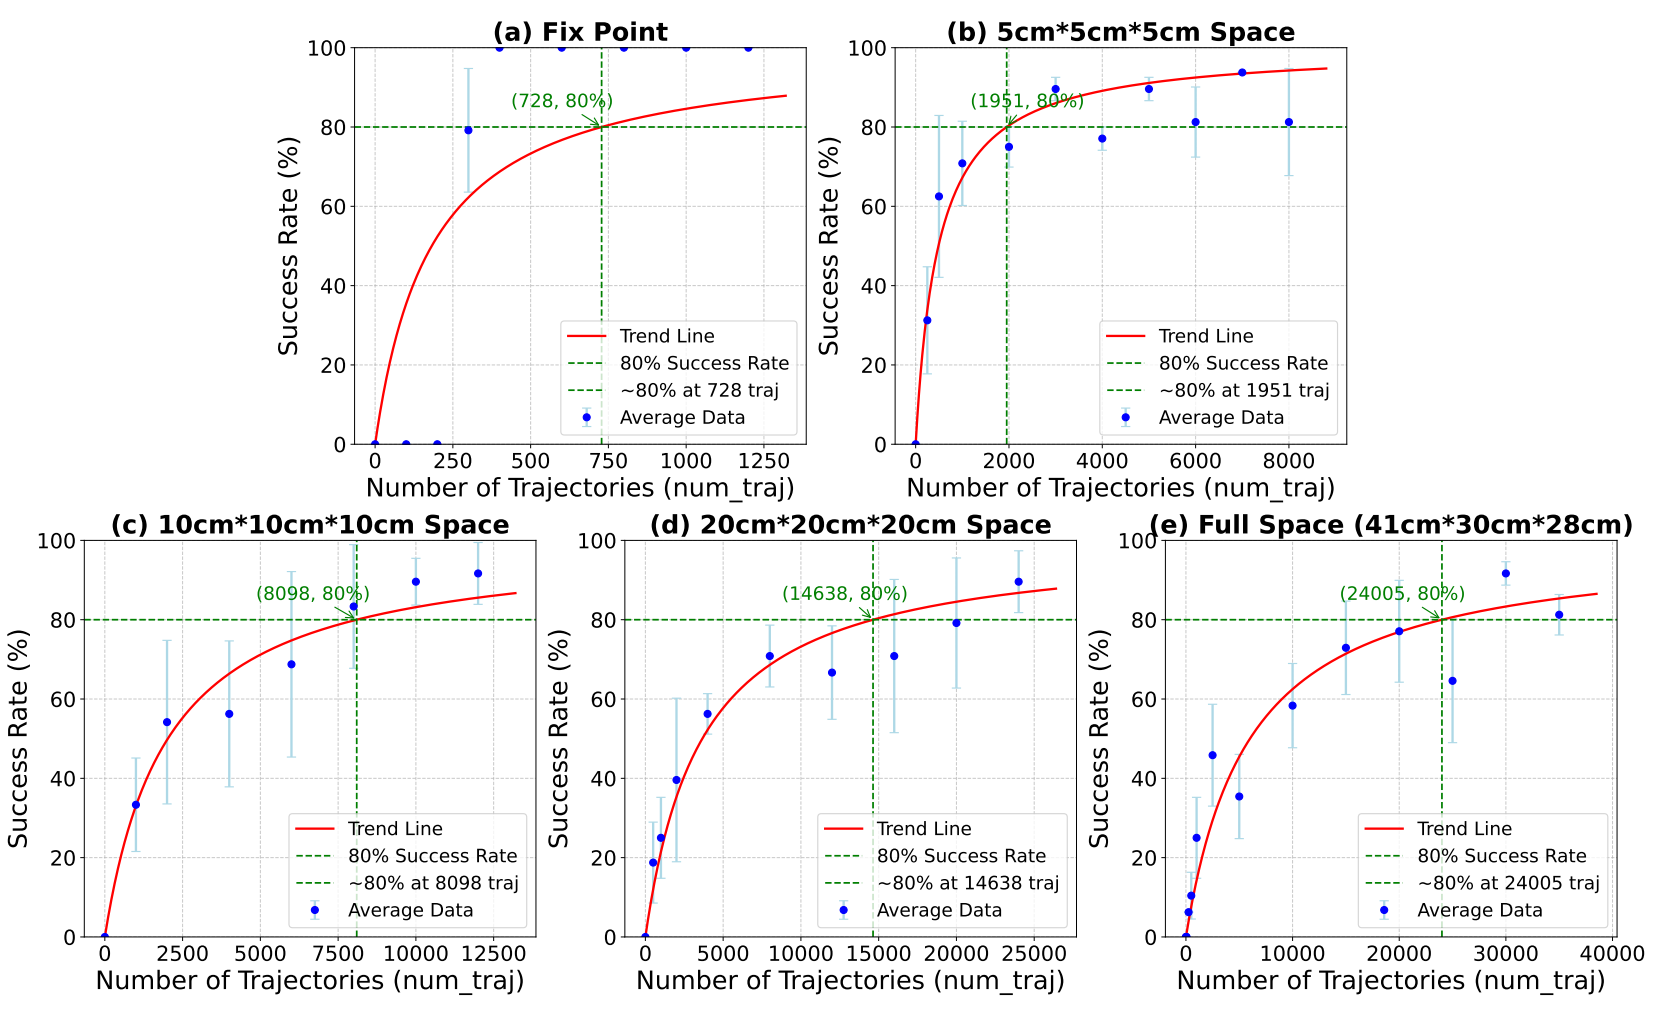 (a) Fix Point
100
80
60
40
20
0
Success Rate (%)
(728, 80%)
Trend Line
80% Success Rate
~80% at 728 traj
Average Data
0 250 500 750 1000 1250
Number of Trajectories (num_traj)
(b) 5cm*5cm*5cm Space
100
80
60
40
20
0
Success Rate (%)
(1951, 80%)
Trend Line
80% Success Rate
~80% at 1951 traj
Average Data
0 2000 4000 6000 8000
Number of Trajectories (num_traj)
(c) 10cm*10cm*10cm Space
100
80
60
40
20
0
Success Rate (%)
(8098, 80%)
Trend Line
80% Success Rate
~80% at 8098 traj
Average Data
0 2500 5000 7500 10000 12500
Number of Trajectories (num_traj)
(d) 20cm*20cm*20cm Space
100
80
60
40
20
0
Success Rate (%)
(14638, 80%)
Trend Line
80% Success Rate
~80% at 14638 traj
Average Data
0 5000 10000 15000 20000 25000
Number of Trajectories (num_traj)
(e) Full Space (41cm*30cm*28cm)
100
80
60
40
20
0
Success Rate (%)
(24005, 80%)
Trend Line
80% Success Rate
~80% at 24005 traj
Average Data
0 10000 20000 30000 40000
Number of Trajectories (num_traj)